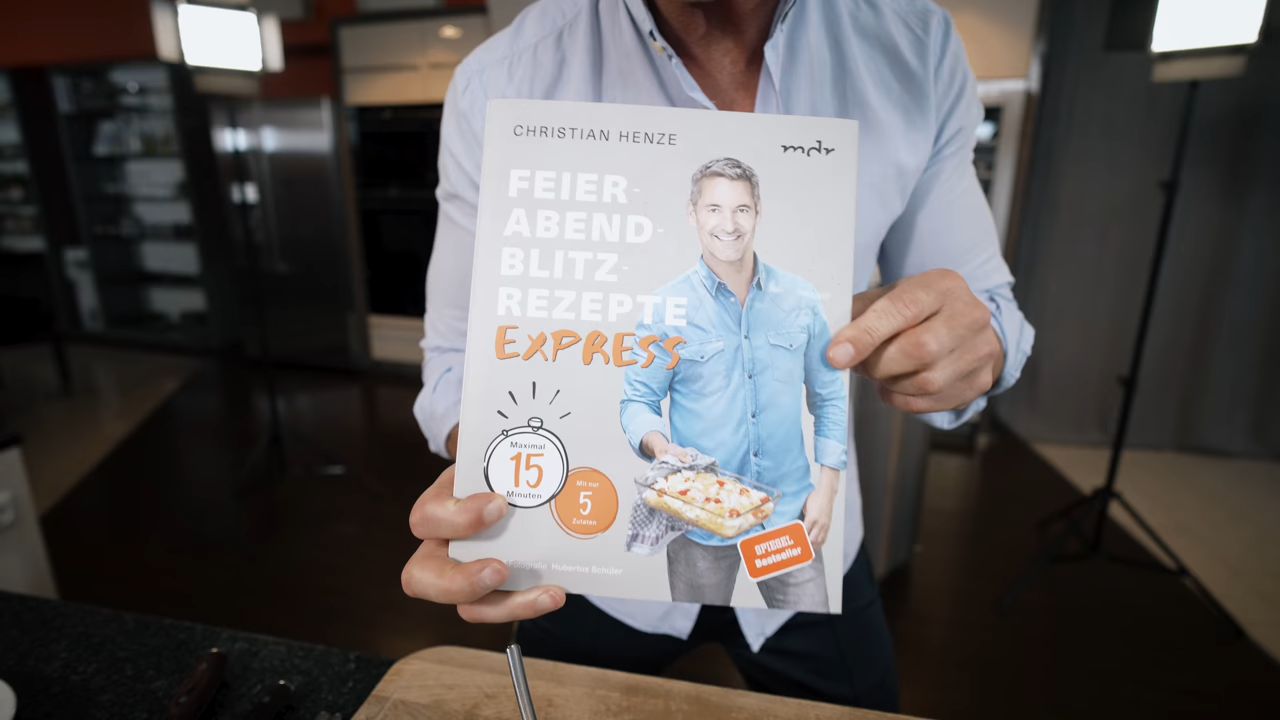 CHRISTIAN HENZE
mdr
FEIER-
ABEND-
BLITZ-
REZEPTE
EXPRESS
Maximal
15
Minuten
Mit nur
5
Zutaten
SPIEGEL
Bestseller
Fotografie Hubertus Schüler